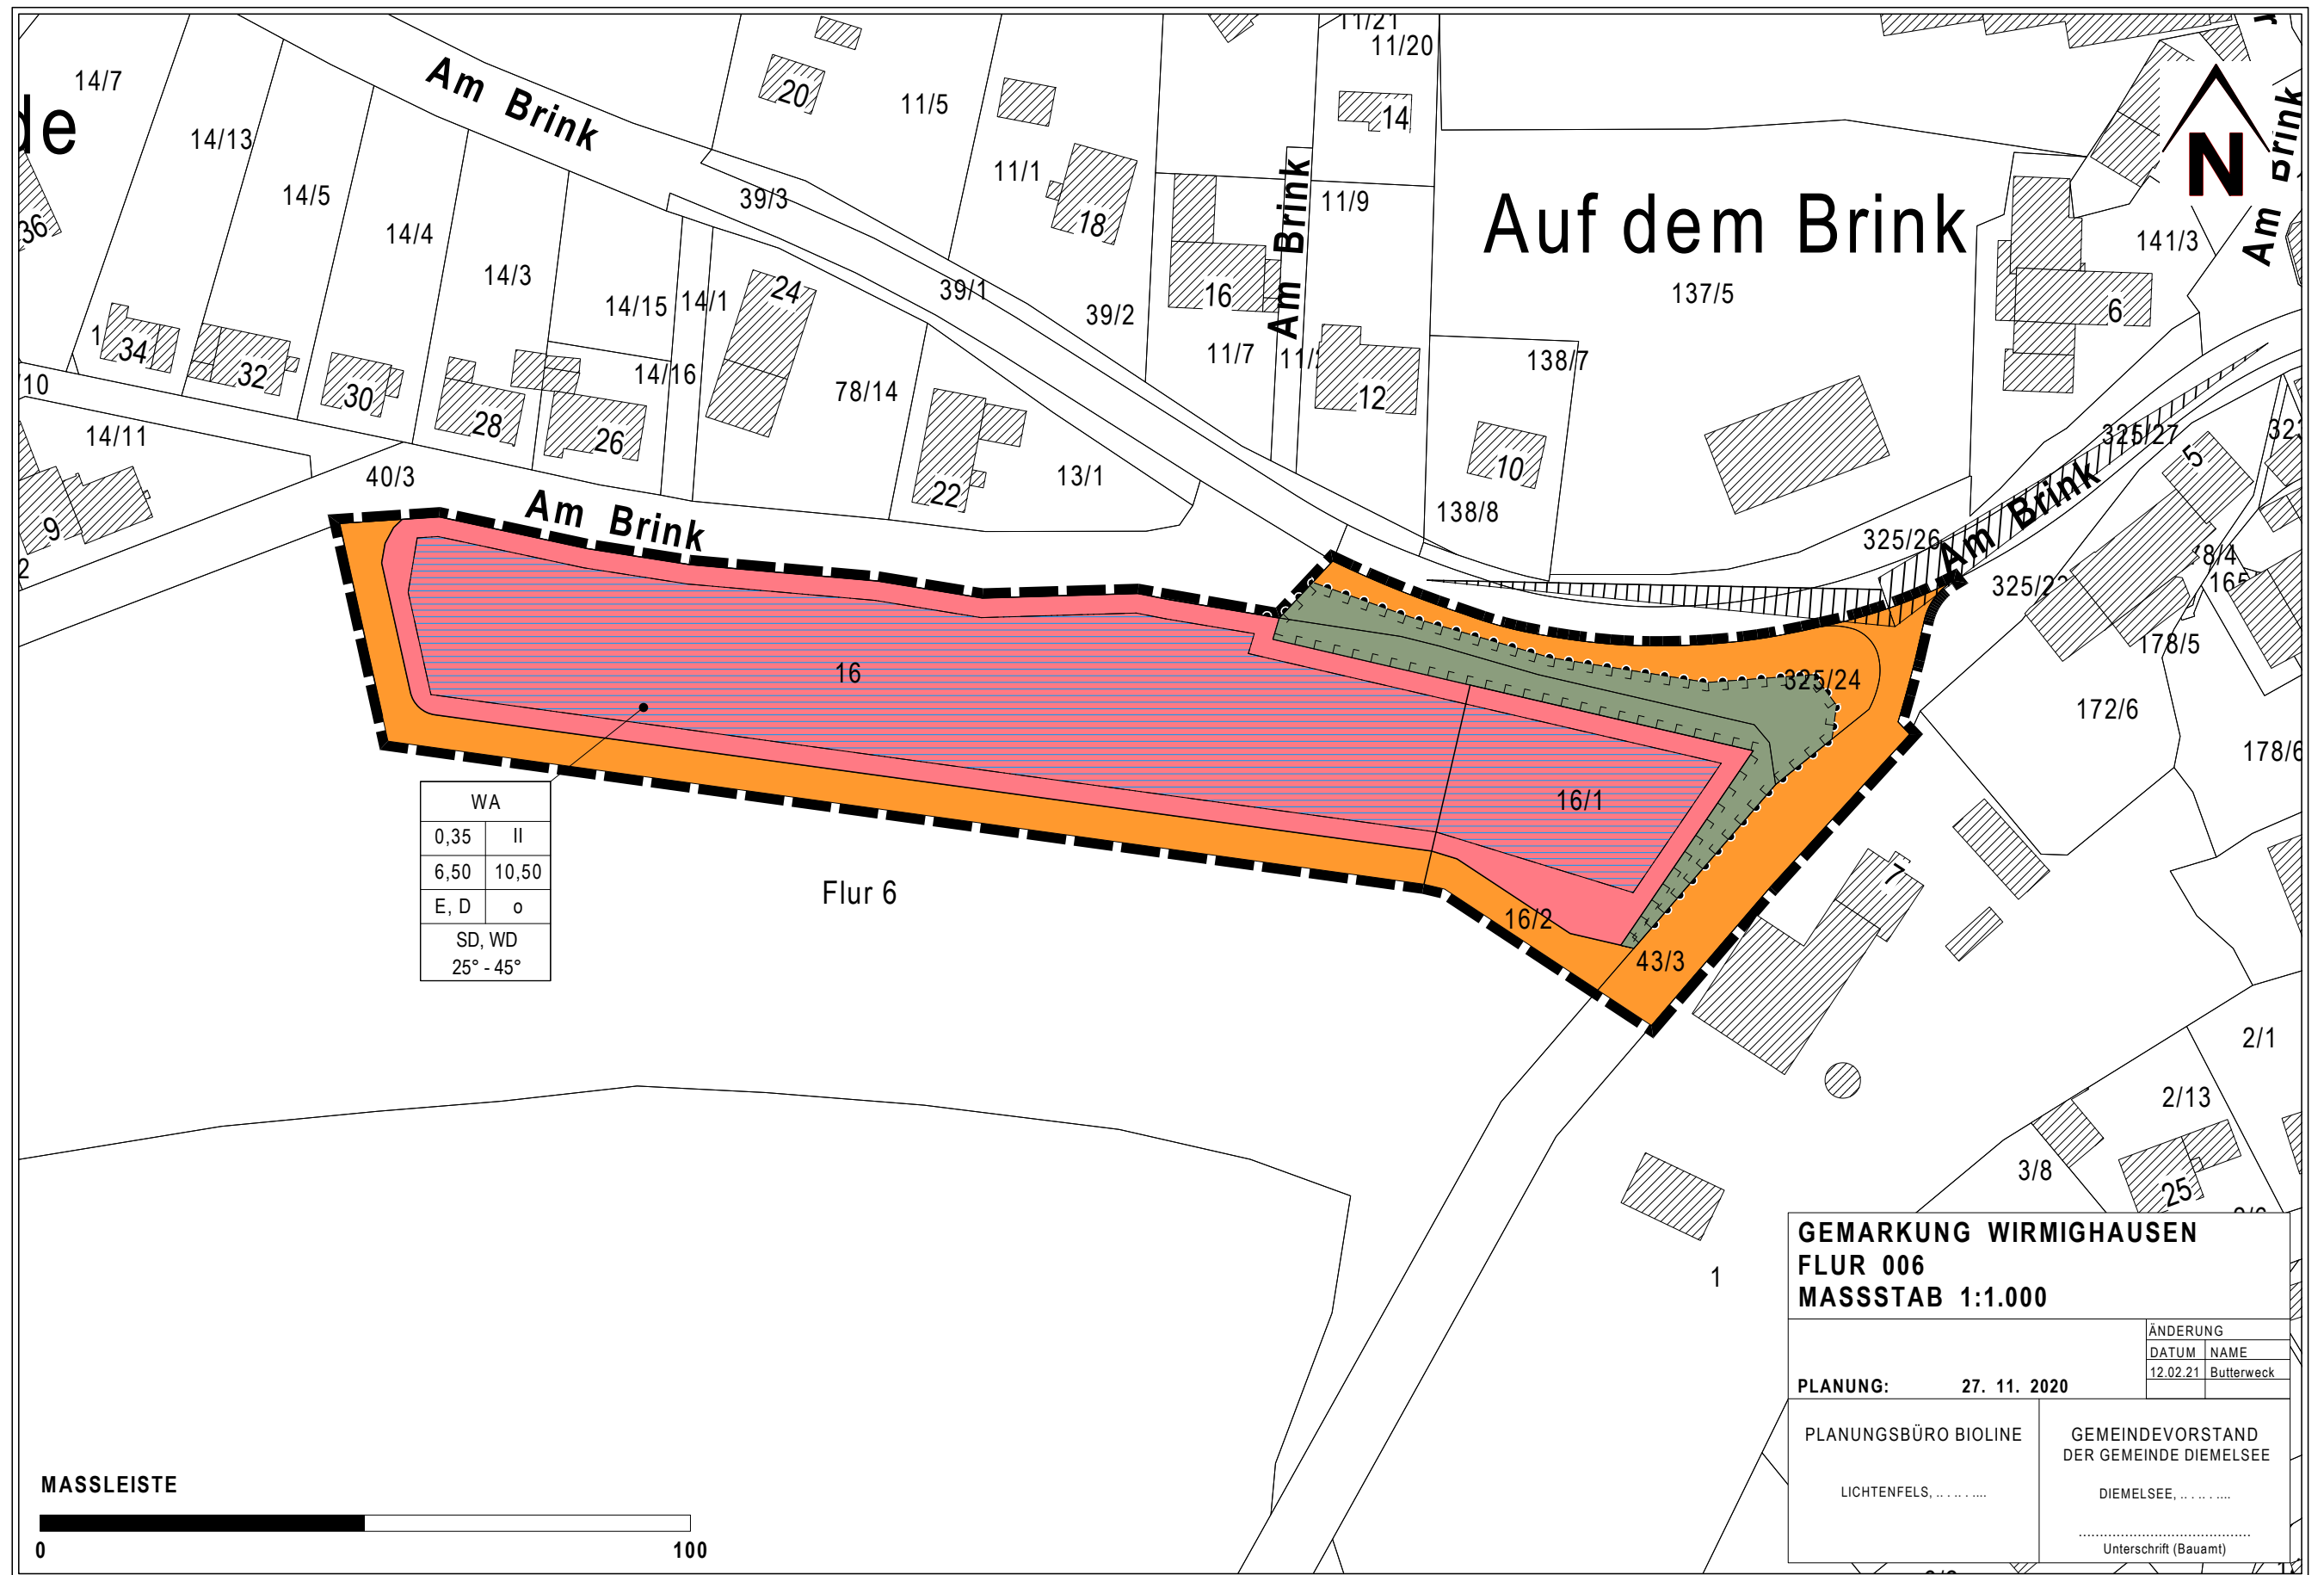 14/7
de
14/13
14/5
14/4
14/3
14/15
14/1
14/16
Am Brink
20
11/5
39/3
11/1
18
39/1
39/2
24
78/14
22
13/1
11/21
11/20
14
11/9
Am Brink
16
11/7
12
Auf dem Brink
137/5
138/7
10
138/8
141/3
6
Am Brink
N
36
34
32
30
28
26
14/11
9
40/3
Am Brink
325/27
5
325/26
Am Brink
178/5
172/6
325/24
16
16/1
16/2
43/3
7
WA
0,35 II
6,50 10,50
E, D o
SD, WD
25° - 45°
Flur 6
2/1
2/13
3/8
25
1
GEMARKUNG WIRMIGHAUSEN
FLUR 006
MASSSTAB 1:1.000
ÄNDERUNG
DATUM NAME
12.02.21 Butterweck
PLANUNG: 27. 11. 2020
PLANUNGSBÜRO BIOLINE
LICHTENFELS, .. . .. . ....
GEMEINDEVORSTAND
DER GEMEINDE DIEMELSEE
DIEMELSEE, .. . .. . ....
Unterschrift (Bauamt)
MASSLEISTE
0 100